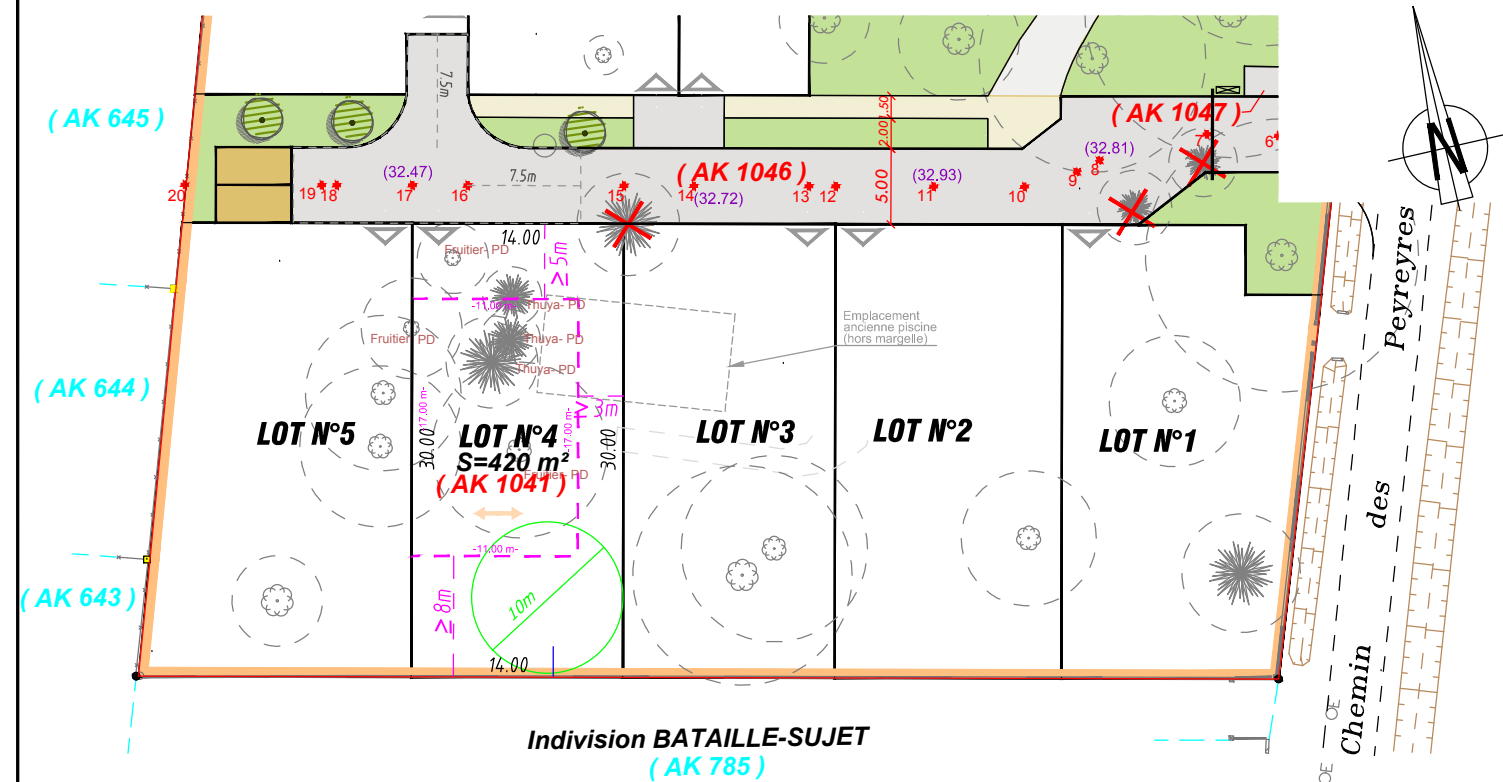 7.5m
( AK 645 )
( AK 1047 )
1.50
2.00
5.00
7
6
8
9
(32.81)
( AK 1046 )
(32.47)
7.5m
(32.72)
(32.93)
20
19
18
17
16
15
14
13
12
11
10
N
14.00
Fruitier- PD
≥ 5m
-11.00 m-
Thuya- PD
Fruitier- PD
Thuya- PD
Thuya- PD
Emplacement
ancienne piscine
(hors margelle)
( AK 644 )
-17.00 m-
30.00
-17.00 m-
≥ 3m
30.00
LOT N°5
LOT N°4
S=420 m²
Fruitier- PD
( AK 1041 )
LOT N°3
LOT N°2
LOT N°1
-11.00 m-
≥ 8m
10m
14.00
( AK 643 )
Chemin
des
Peyreyres
OE
OE
Indivision BATAILLE-SUJET
( AK 785 )